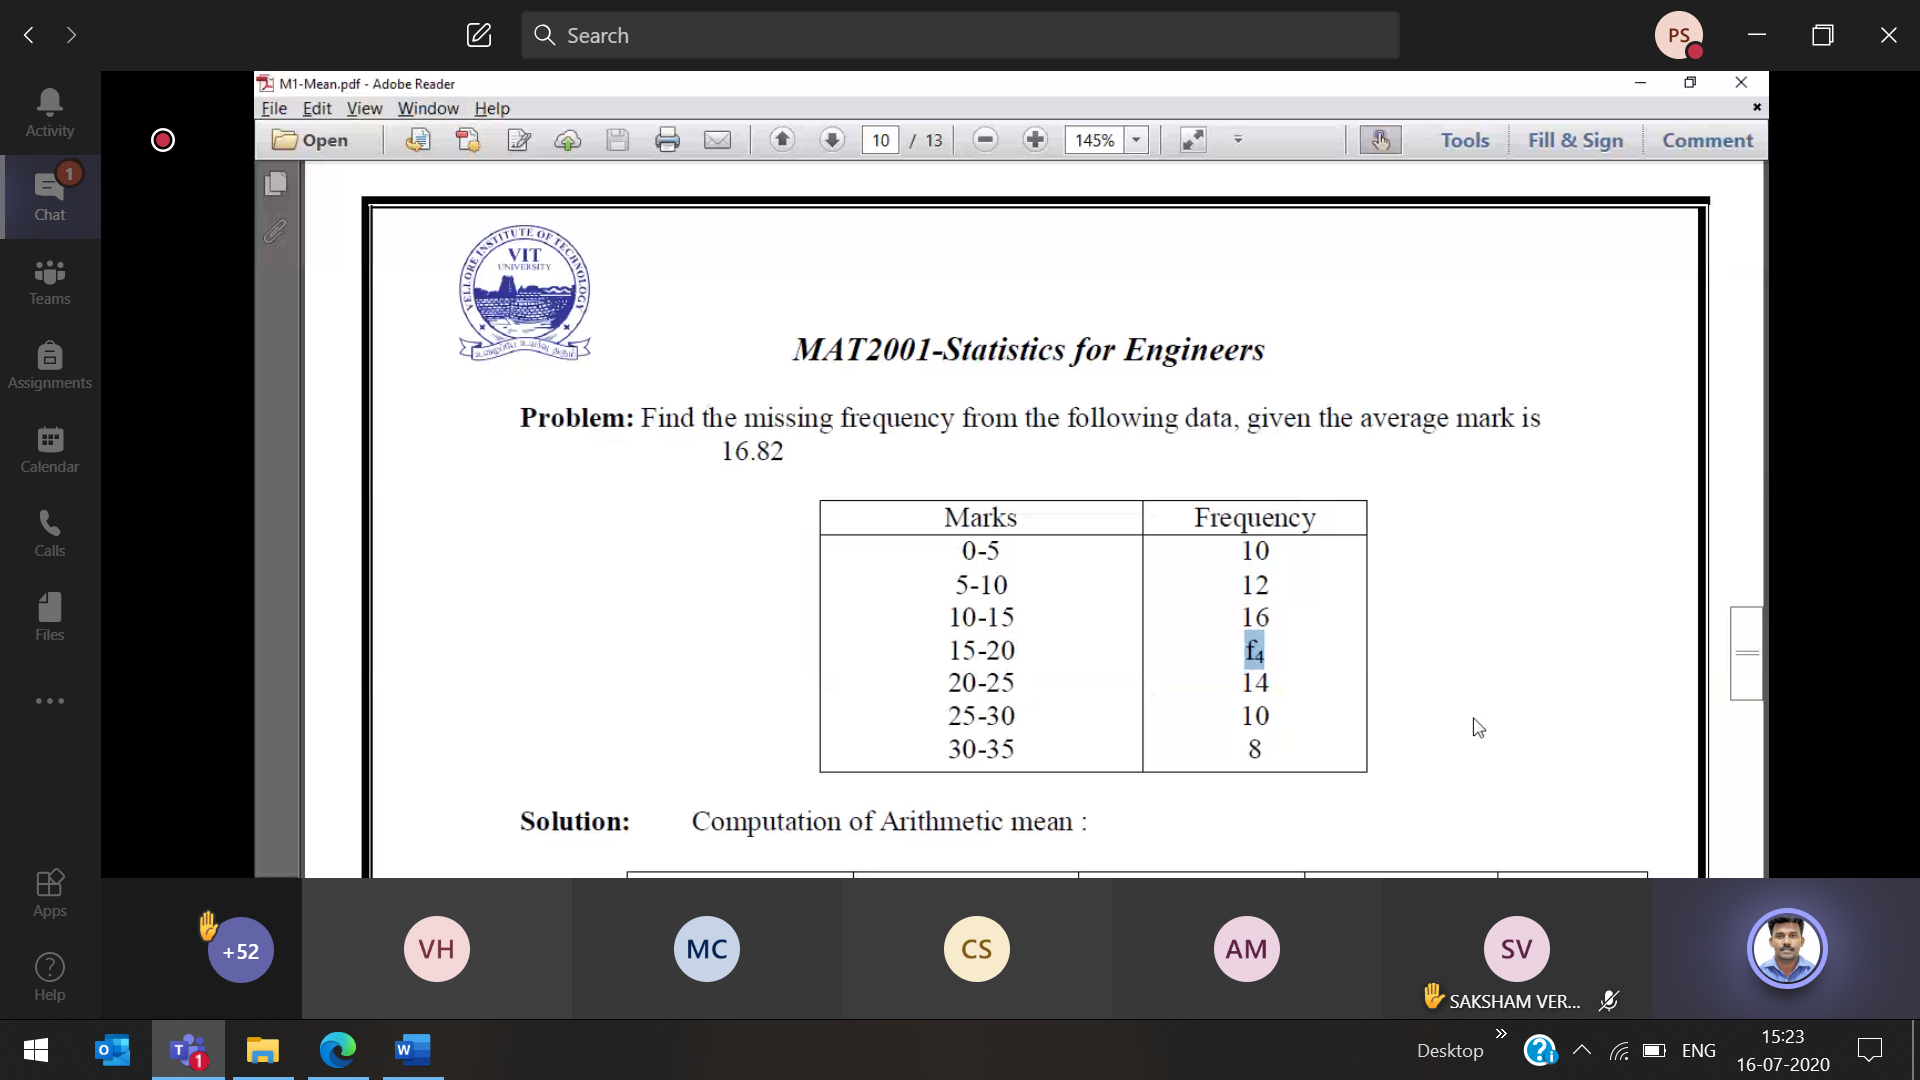 Search
PS
M1-Mean.pdf - Adobe Reader
File Edit View Window Help
Open 10 / 13 145% Tools Fill & Sign Comment
Activity
1
Chat
Teams
Assignments
Calendar
Calls
Files
Apps
Help
VELLORE INSTITUTE OF TECHNOLOGY
VIT
UNIVERSITY
MAT2001-Statistics for Engineers
Problem: Find the missing frequency from the following data, given the average mark is
16.82
Marks Frequency
0-5 10
5-10 12
10-15 16
15-20 f₄
20-25 14
25-30 10
30-35 8
Solution: Computation of Arithmetic mean :
+52 VH MC CS AM SV
SAKSHAM VER...
1
Desktop ENG
15:23
16-07-2020